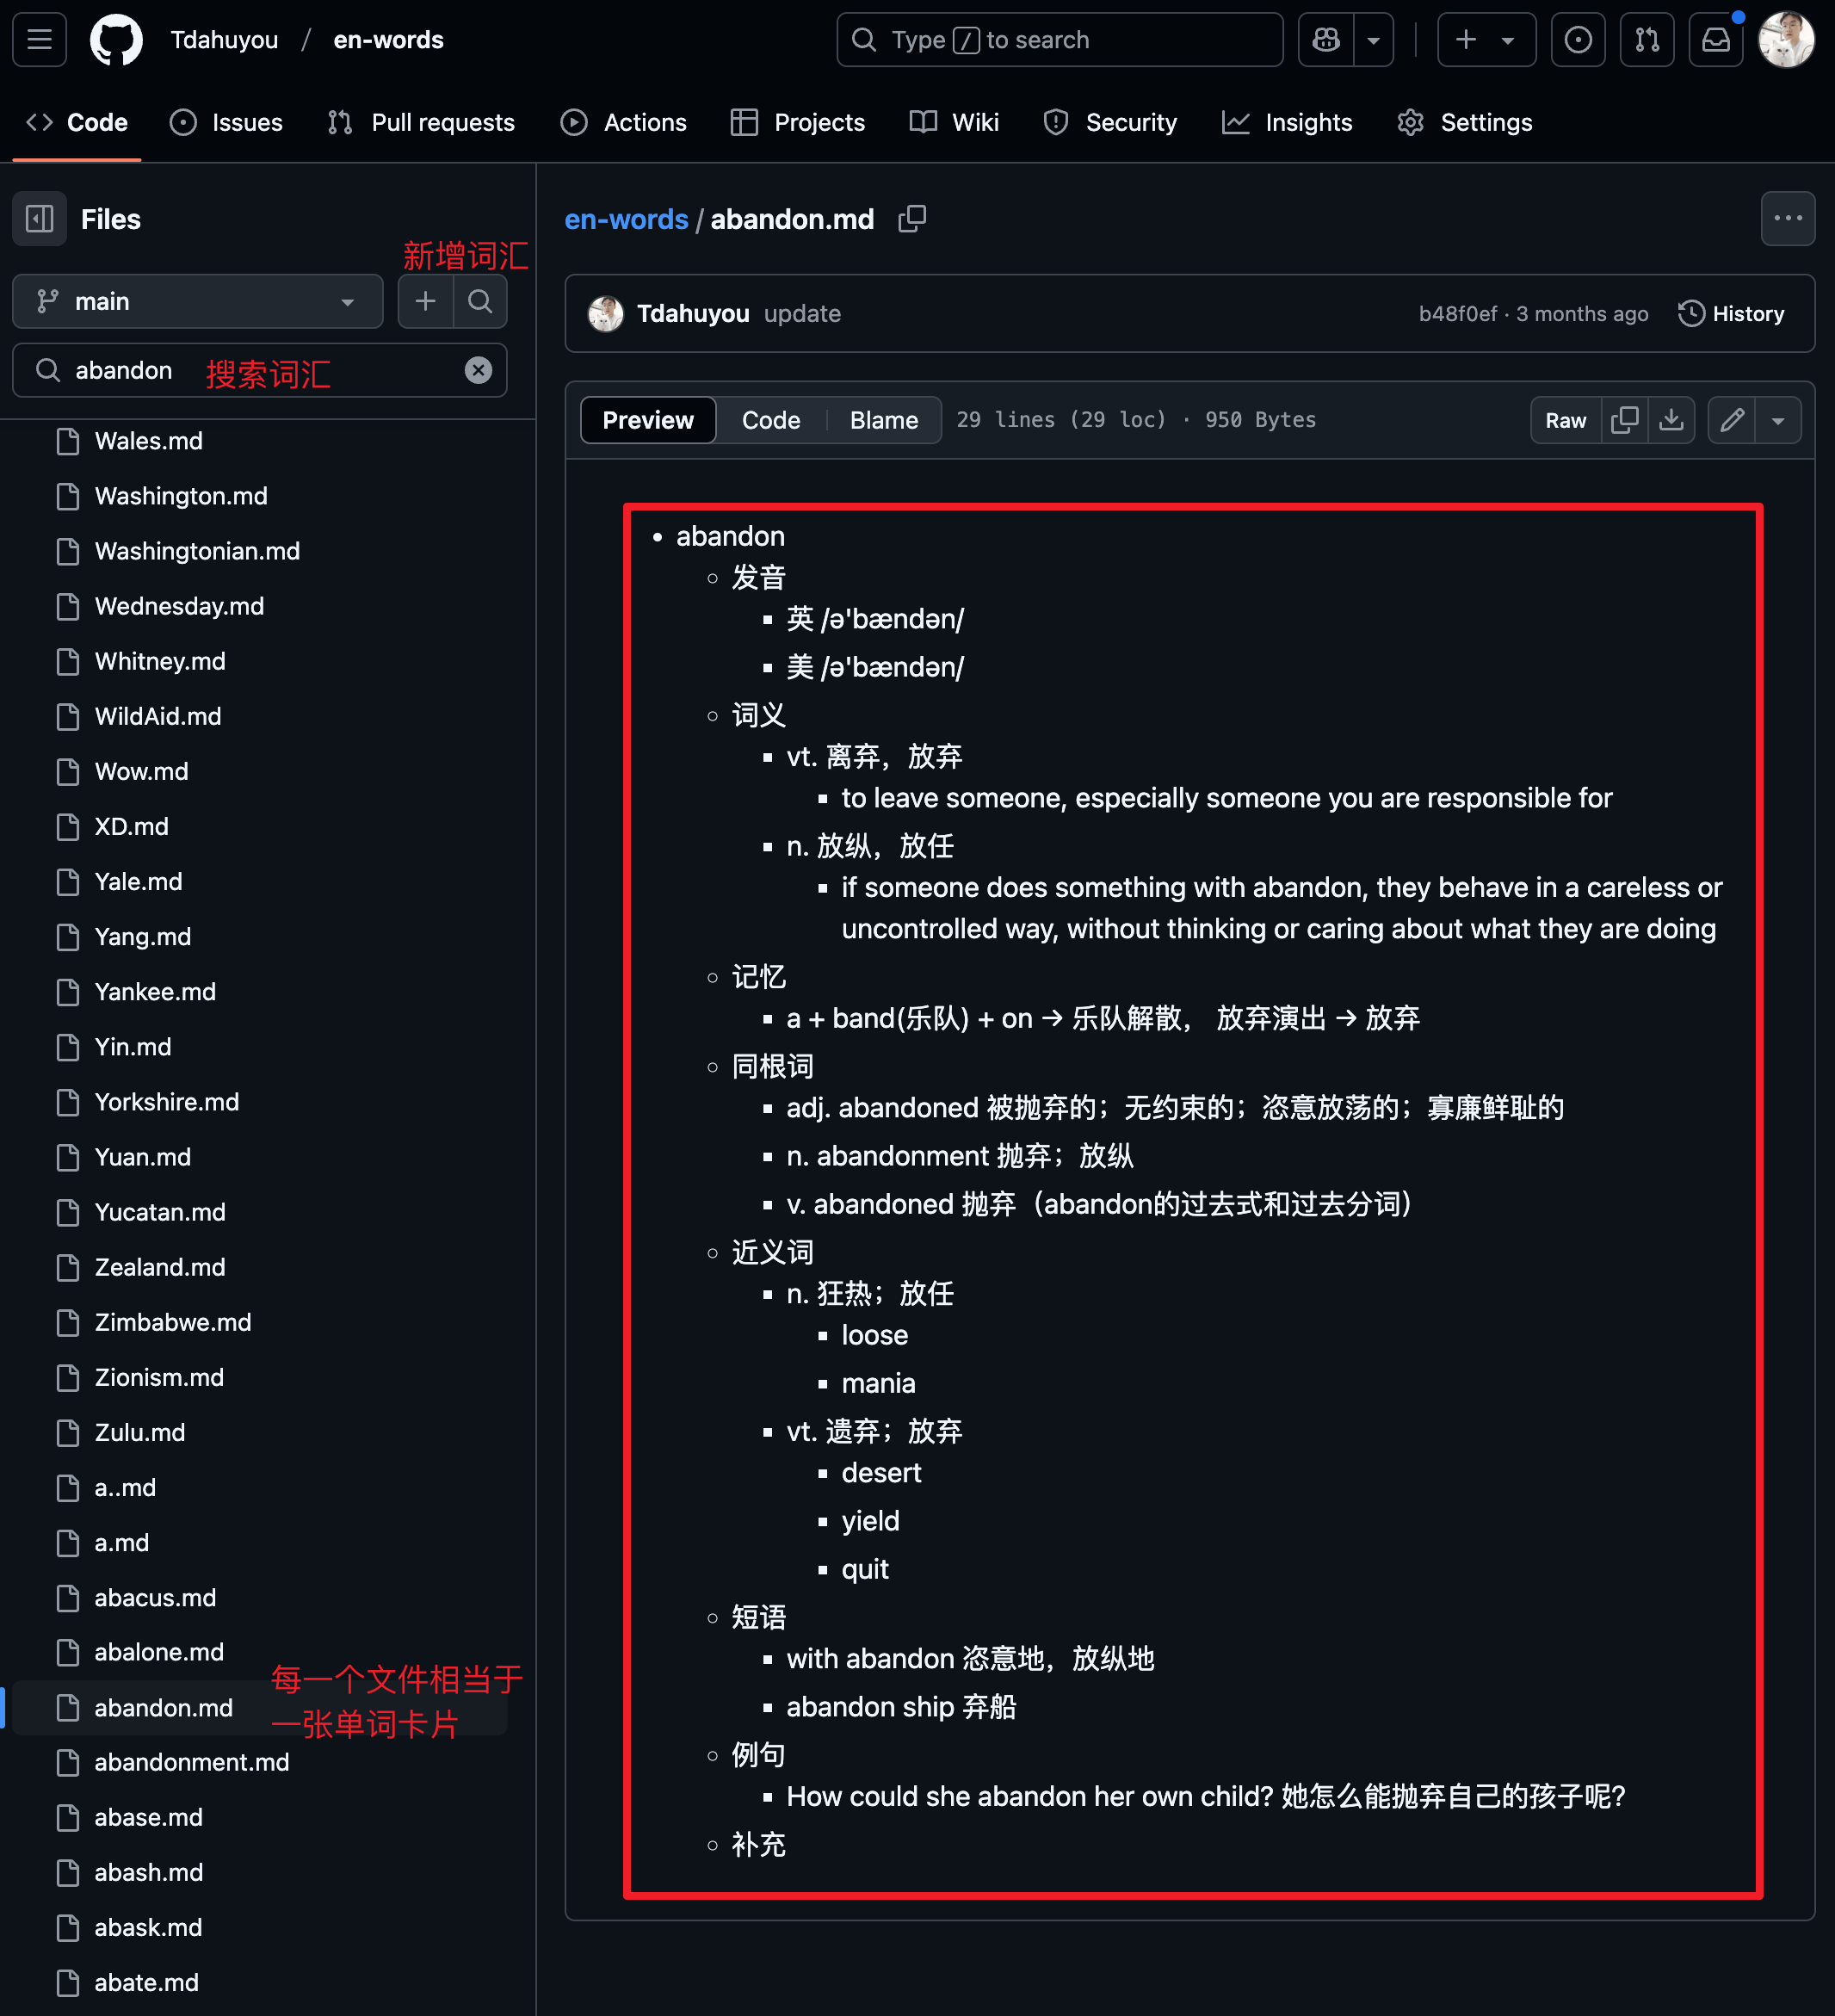 Tdahuyou / en-words
Type / to search
Code
Issues
Pull requests
Actions
Projects
Wiki
Security
Insights
Settings
Files
新增词汇
main
abandon
搜索词汇
Wales.md
Washington.md
Washingtonian.md
Wednesday.md
Whitney.md
WildAid.md
Wow.md
XD.md
Yale.md
Yang.md
Yankee.md
Yin.md
Yorkshire.md
Yuan.md
Yucatan.md
Zealand.md
Zimbabwe.md
Zionism.md
Zulu.md
a..md
a.md
abacus.md
abalone.md
abandon.md
每一个文件相当于
一张单词卡片
abandonment.md
abase.md
abash.md
abask.md
abate.md
en-words / abandon.md
Tdahuyou update
b48f0ef · 3 months ago
History
Preview
Code
Blame
29 lines (29 loc) · 950 Bytes
Raw
abandon
发音
英 /ə'bændən/
美 /ə'bændən/
词义
vt. 离弃，放弃
to leave someone, especially someone you are responsible for
n. 放纵，放任
if someone does something with abandon, they behave in a careless or
uncontrolled way, without thinking or caring about what they are doing
记忆
a + band(乐队) + on → 乐队解散， 放弃演出 → 放弃
同根词
adj. abandoned 被抛弃的；无约束的；恣意放荡的；寡廉鲜耻的
n. abandonment 抛弃；放纵
v. abandoned 抛弃（abandon的过去式和过去分词）
近义词
n. 狂热；放任
loose
mania
vt. 遗弃；放弃
desert
yield
quit
短语
with abandon 恣意地，放纵地
abandon ship 弃船
例句
How could she abandon her own child? 她怎么能抛弃自己的孩子呢?
补充